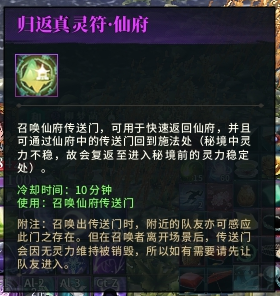 归返真灵符·仙府
召唤仙府传送门，可用于快速返回仙府，并且
可通过仙府中的传送门回到施法处（秘境中灵
力不稳，故会复返至进入秘境前的灵力稳定
处）。
冷却时间：10分钟
使用：召唤仙府传送门
附注：召唤出传送门时，附近的队友亦可感应
此门之存在。但在召唤者离开场景后，传送门
会因无灵力维持被销毁，所以如有需要请先让
队友进入。